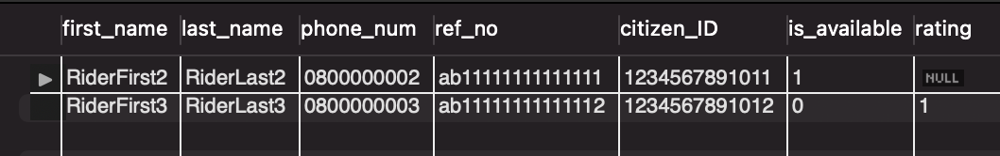 first_name last_name phone_num ref_no citizen_ID is_available rating
RiderFirst2 RiderLast2 0800000002 ab11111111111111 1234567891011 1 NULL
RiderFirst3 RiderLast3 0800000003 ab11111111111112 1234567891012 0 1